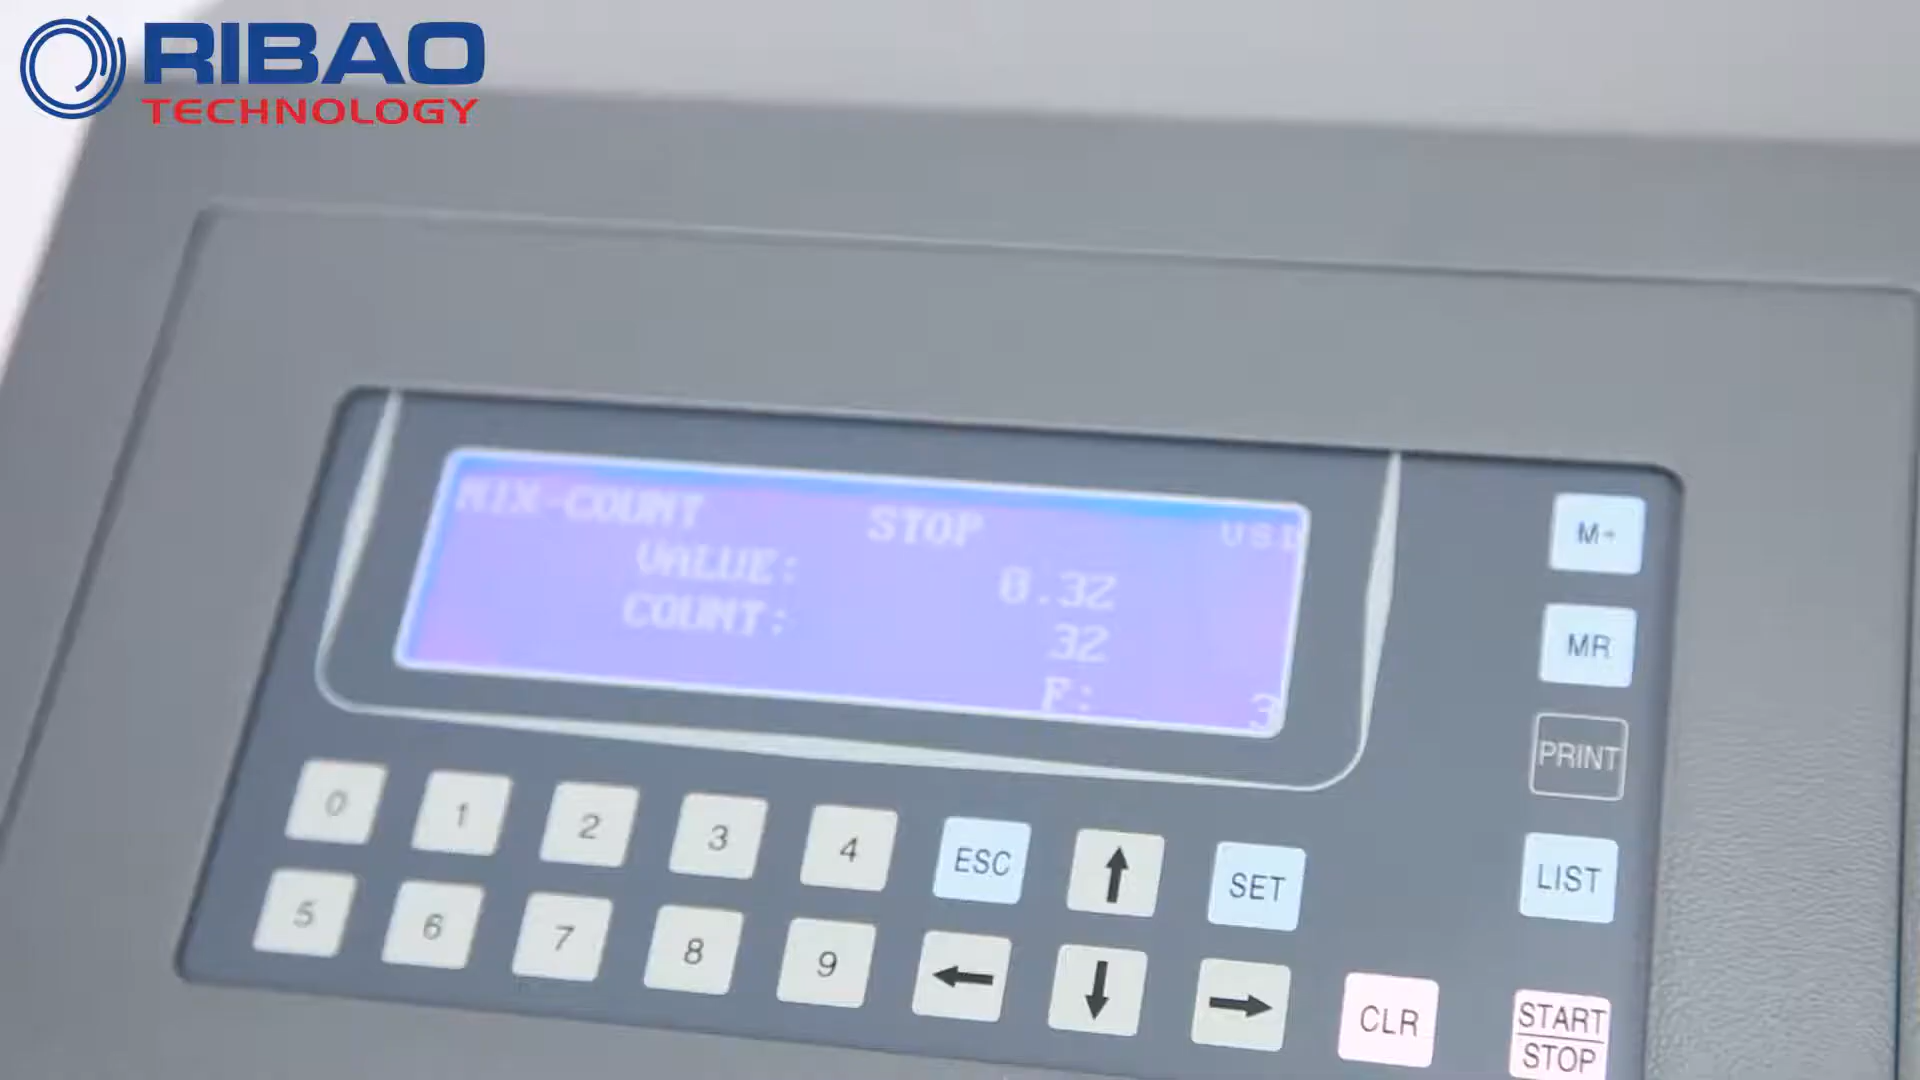 RIBAO
TECHNOLOGY
MIX-COUNT STOP USD
VALUE: 0.32
COUNT: 32
F: 3
M+
MR
PRINT
LIST
0 1 2 3 4 ESC ↑ SET
5 6 7 8 9 ← ↓ → CLR
START
STOP